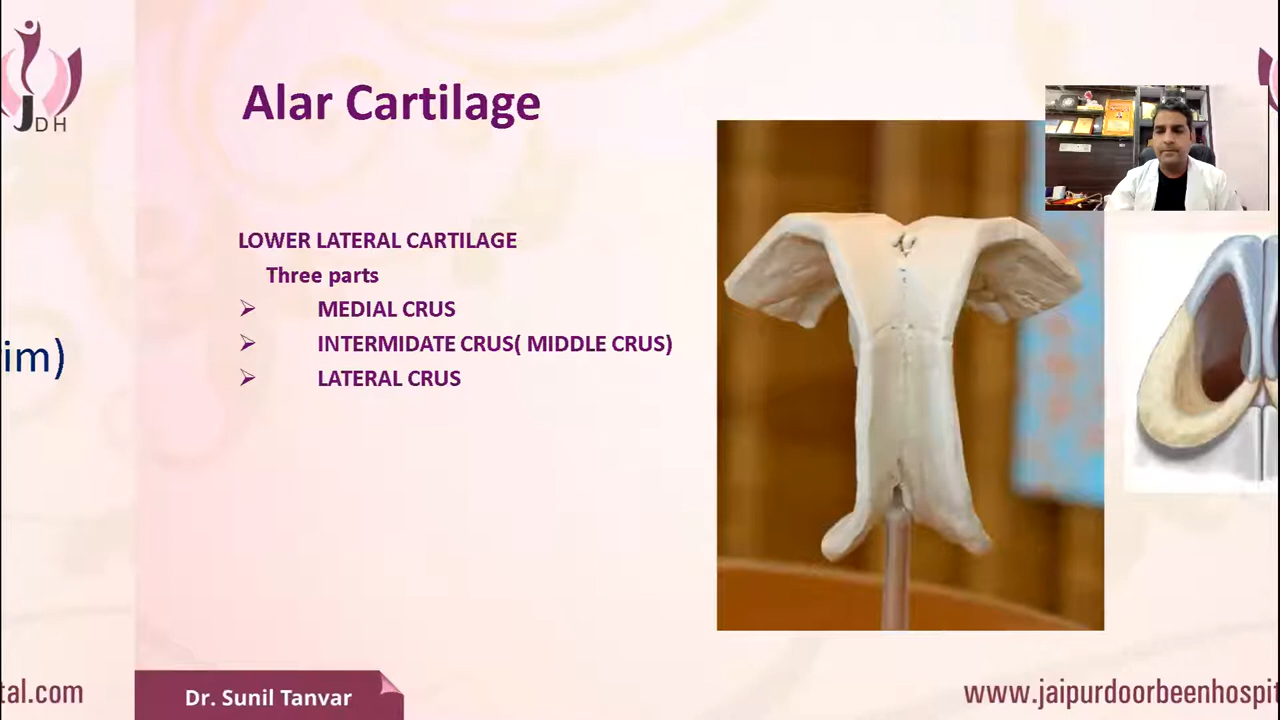 JDH
Alar Cartilage
LOWER LATERAL CARTILAGE
Three parts
MEDIAL CRUS
INTERMIDATE CRUS( MIDDLE CRUS)
LATERAL CRUS
im)
tal.com
Dr. Sunil Tanvar
www.jaipurdoorbeenhospit